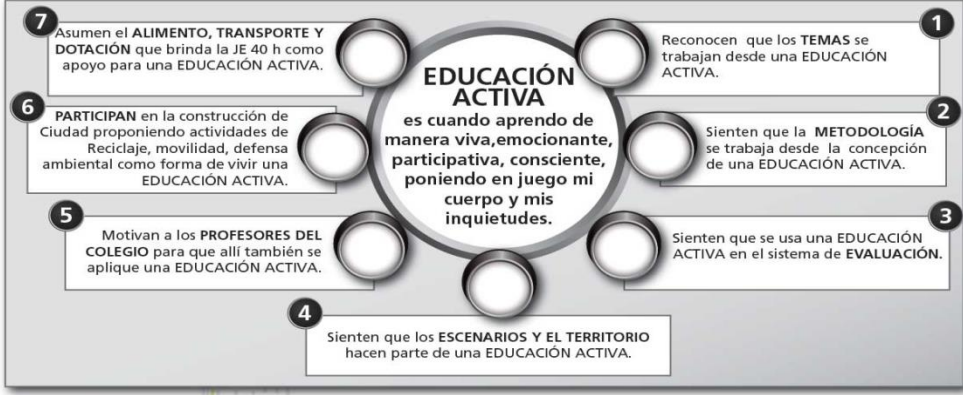 EDUCACIÓN
ACTIVA
es cuando aprendo de
manera viva,emocionante,
participativa, consciente,
poniendo en juego mi
cuerpo y mis
inquietudes.
1
Reconocen que los TEMAS se
trabajan desde una EDUCACIÓN
ACTIVA.
2
Sienten que la METODOLOGÍA
se trabaja desde la concepción
de una EDUCACIÓN ACTIVA.
3
Sienten que se usa una EDUCACIÓN
ACTIVA en el sistema de EVALUACIÓN.
4
Sienten que los ESCENARIOS Y EL TERRITORIO
hacen parte de una EDUCACIÓN ACTIVA.
5
Motivan a los PROFESORES DEL
COLEGIO para que allí también se
aplique una EDUCACIÓN ACTIVA.
6
PARTICIPAN en la construcción de
Ciudad proponiendo actividades de
Reciclaje, movilidad, defensa
ambiental como forma de vivir una
EDUCACIÓN ACTIVA.
7
Asumen el ALIMENTO, TRANSPORTE Y
DOTACIÓN que brinda la JE 40 h como
apoyo para una EDUCACIÓN ACTIVA.